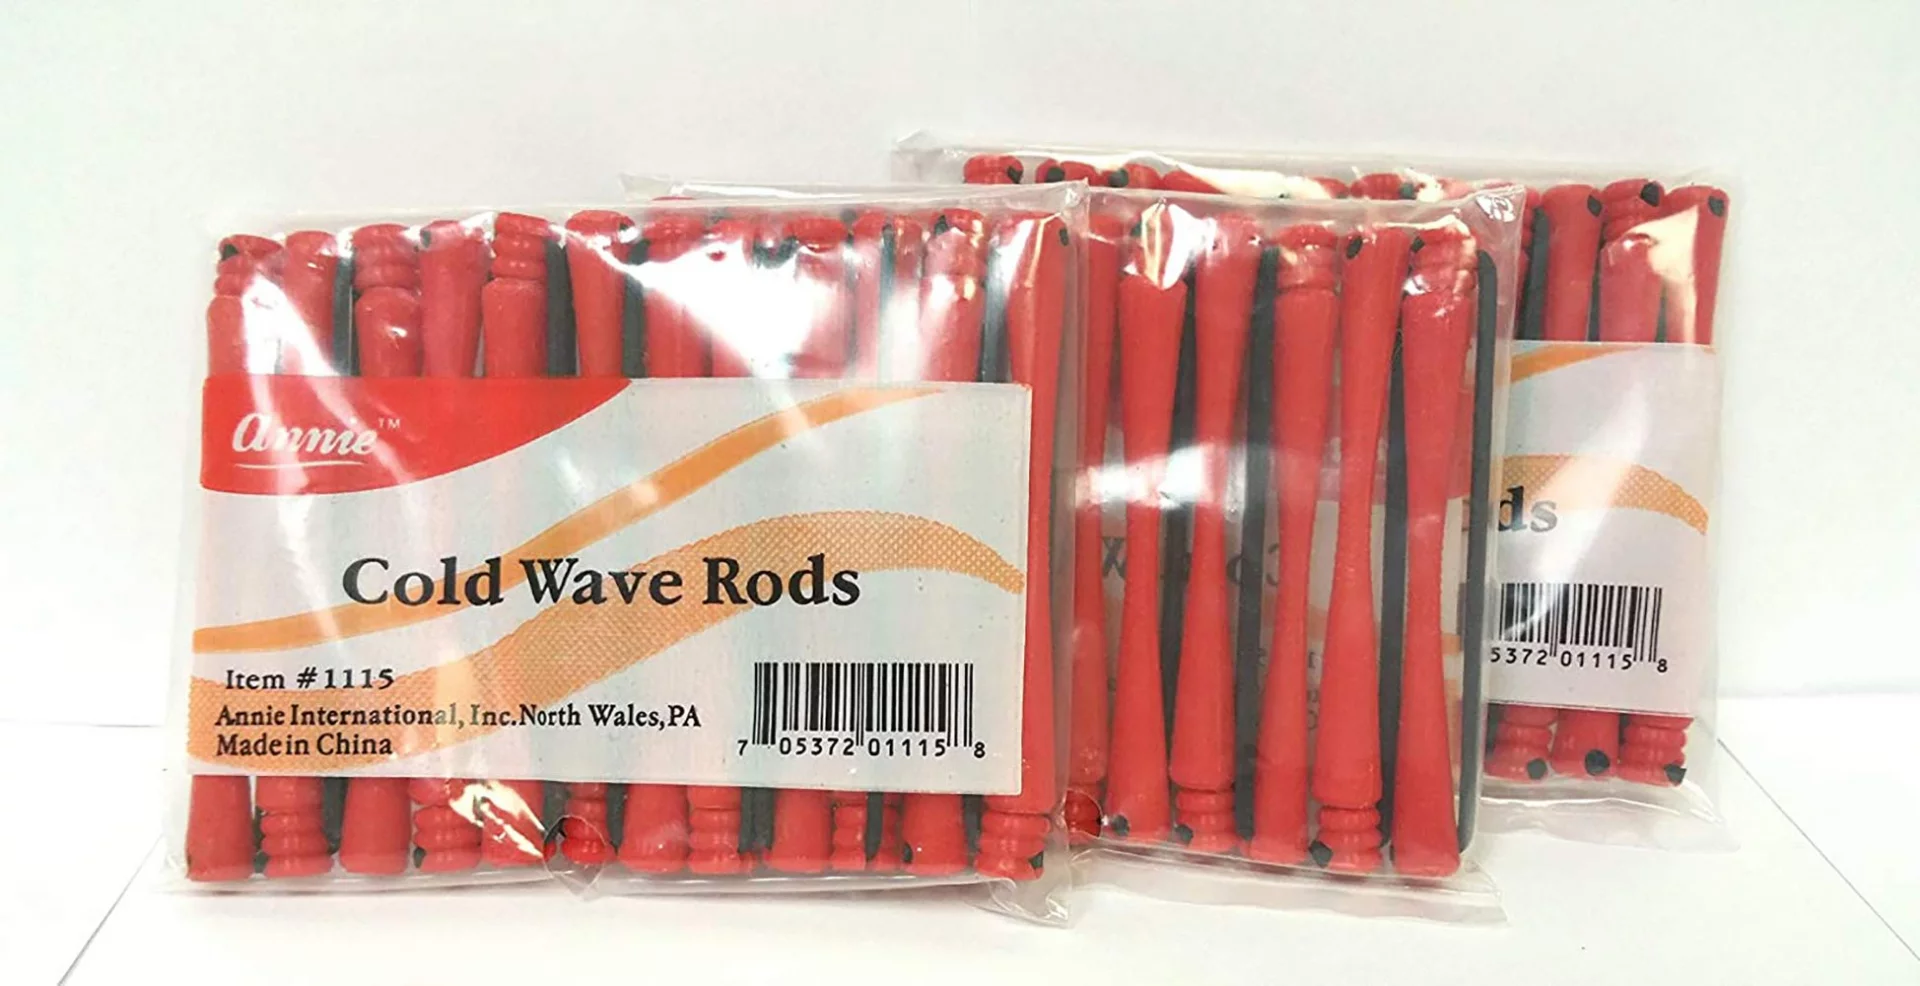 annie™
Cold Wave Rods
Item #1115
Annie International, Inc. North Wales, PA
Made in China
7 05372 01115 8
ds
5372 01115 8